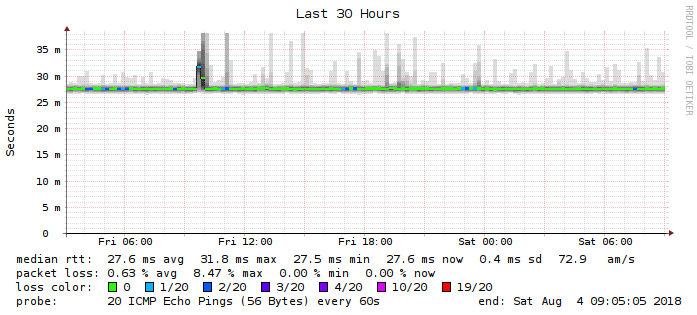 Last 30 Hours
RRDTOOL / TOBI OETIKER
Seconds
35 m
30 m
25 m
20 m
15 m
10 m
5 m
0
Fri 06:00 Fri 12:00 Fri 18:00 Sat 00:00 Sat 06:00
median rtt: 27.6 ms avg 31.8 ms max 27.5 ms min 27.6 ms now 0.4 ms sd 72.9 am/s
packet loss: 0.63 % avg 8.47 % max 0.00 % min 0.00 % now
loss color: 0 1/20 2/20 3/20 4/20 10/20 19/20
probe: 20 ICMP Echo Pings (56 Bytes) every 60s end: Sat Aug 4 09:05:05 2018